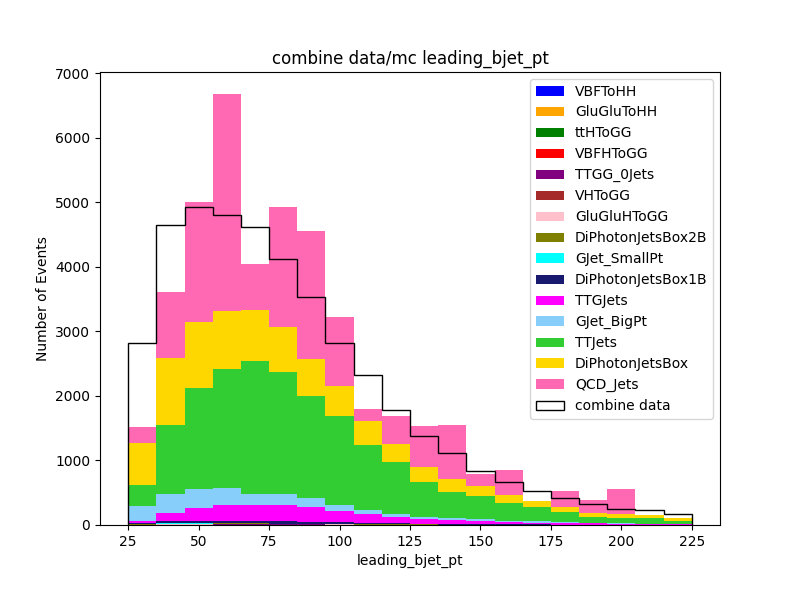 combine data/mc leading_bjet_pt
Number of Events
7000
6000
5000
4000
3000
2000
1000
0
25
50
75
100
125
150
175
200
225
leading_bjet_pt
VBFToHH
GluGluToHH
ttHToGG
VBFHToGG
TTGG_0Jets
VHToGG
GluGluHToGG
DiPhotonJetsBox2B
GJet_SmallPt
DiPhotonJetsBox1B
TTGJets
GJet_BigPt
TTJets
DiPhotonJetsBox
QCD_Jets
combine data